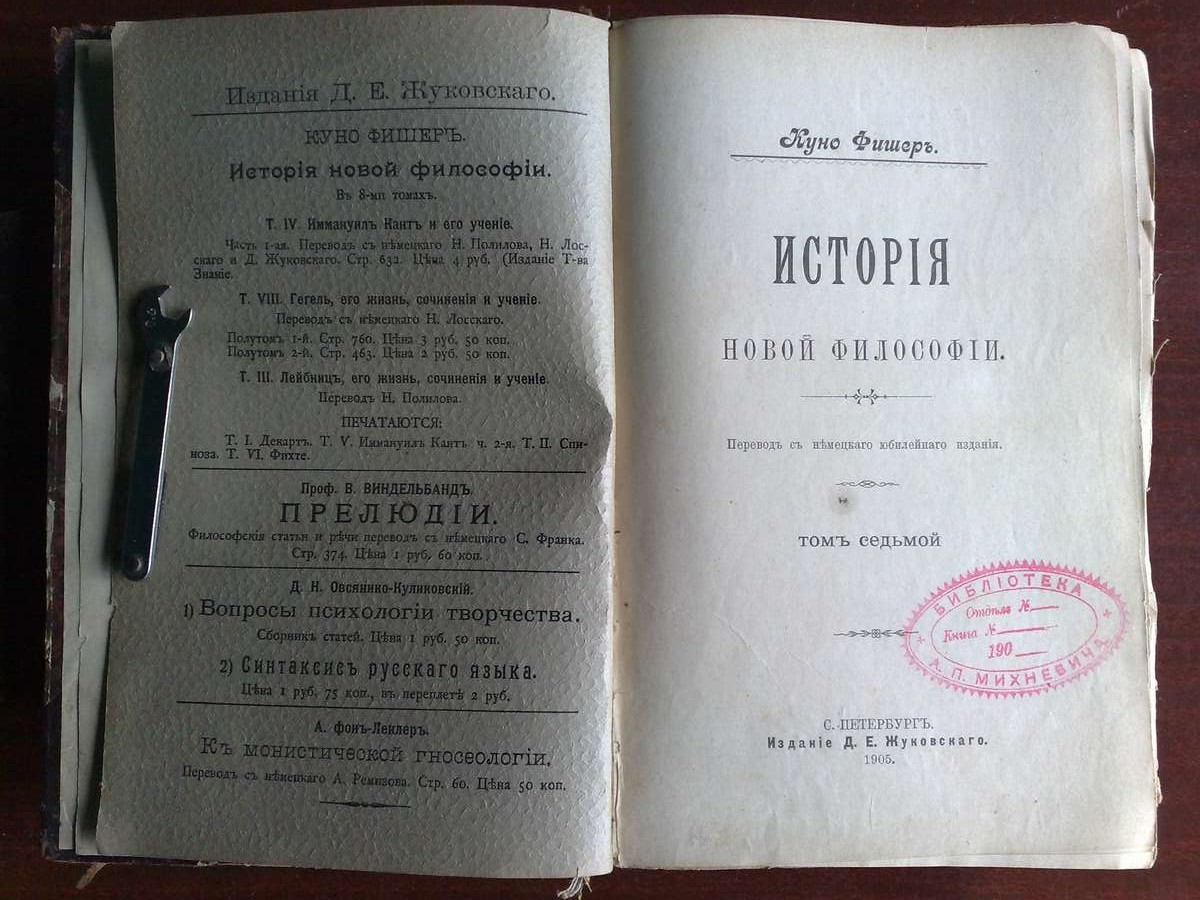 Изданія Д. Е. Жуковскаго.
КУНО ФИШЕРЪ.
Исторія новой философіи.
Въ 8-ми томахъ.
Т. IV. Иммануилъ Кантъ и его ученіе.
Часть 1-ая. Переводъ съ нѣмецкаго Н. Полилова, Н. Лос-
скаго и Д. Жуковскаго. Стр. 632. Цѣна 4 руб. (Изданіе Т-ва
Знаніе.
Т. VIII. Гегель, его жизнь, сочиненія и ученіе.
Переводъ съ нѣмецкаго Н. Лосскаго.
Полутомъ 1-й. Стр. 760. Цѣна 3 руб. 50 коп.
Полутомъ 2-й. Стр. 463. Цѣна 2 руб. 50 коп.
Т. III. Лейбницъ, его жизнь, сочиненія и ученіе.
Переводъ Н. Полилова.
ПЕЧАТАЮТСЯ:
Т. I. Декартъ. Т. V. Иммануилъ Кантъ ч. 2-я. Т. II. Спи-
ноза. Т. VI. Фихте.
Проф. В. ВИНДЕЛЬБАНДЪ.
ПРЕЛЮДІИ.
Философскія статьи и рѣчи переводъ съ нѣмецкаго С. Франка.
Стр. 374. Цѣна 1 руб. 60 коп.
Д. Н. Овсянико-Куликовскій.
1) Вопросы психологіи творчества.
Сборникъ статей. Цѣна 1 руб. 50 коп.
2) Синтаксисъ русскаго языка.
Цѣна 1 руб. 75 коп., въ переплетѣ 2 руб.
А. фонъ-Леклеръ.
Къ монистической гносеологіи.
Переводъ съ нѣмецкаго А. Ремизова. Стр. 60. Цѣна 50 коп.
Куно Фишеръ.
ИСТОРІЯ
НОВОЙ ФИЛОСОФІИ.
Переводъ съ нѣмецкаго юбилейнаго изданія.
ТОМЪ СЕДЬМОЙ
БИБЛІОТЕКА
Отдѣлъ №
Книга №
190
А. П. МИХНЕВИЧА
С.-ПЕТЕРБУРГЪ.
Изданіе Д. Е. Жуковскаго.
1905.